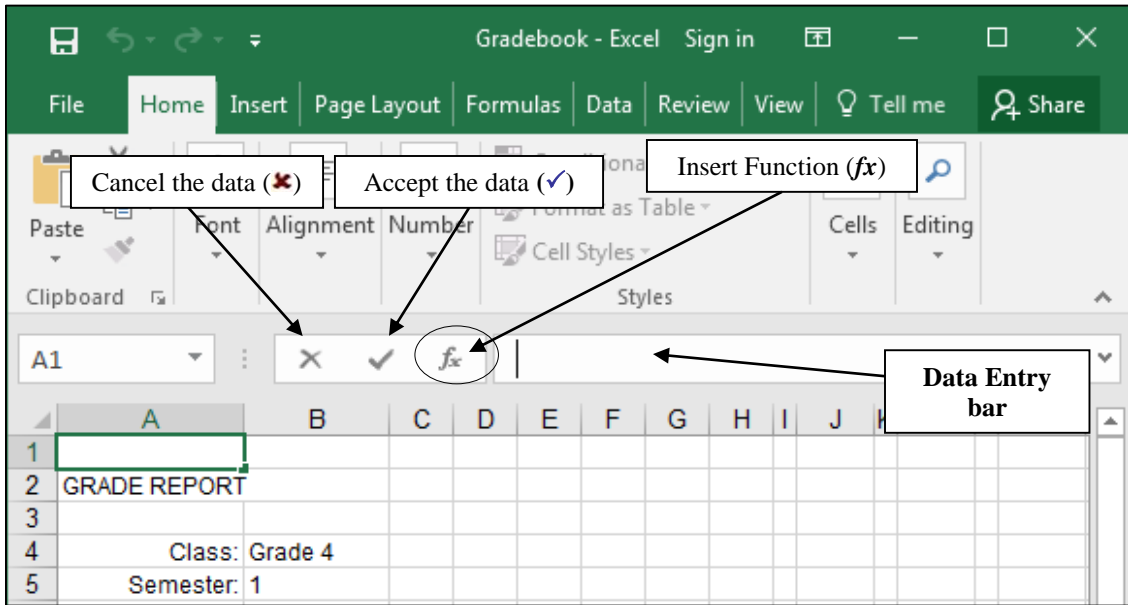 Gradebook - Excel Sign in
File Home Insert Page Layout Formulas Data Review View Tell me Share
Cancel the data (✖) Accept the data (✓) Insert Function (fx)
Paste Font Alignment Number Format as Table Cells Editing
Cell Styles
Clipboard Styles
A1 fx
Data Entry
bar
A B C D E F G H I J
1
2 GRADE REPORT
3
4 Class: Grade 4
5 Semester: 1